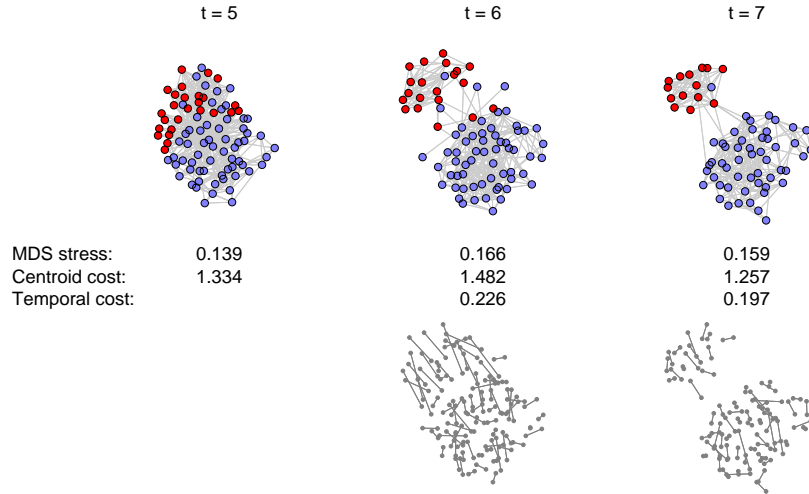 t = 5 t = 6 t = 7
MDS stress: 0.139 0.166 0.159
Centroid cost: 1.334 1.482 1.257
Temporal cost: 0.226 0.197